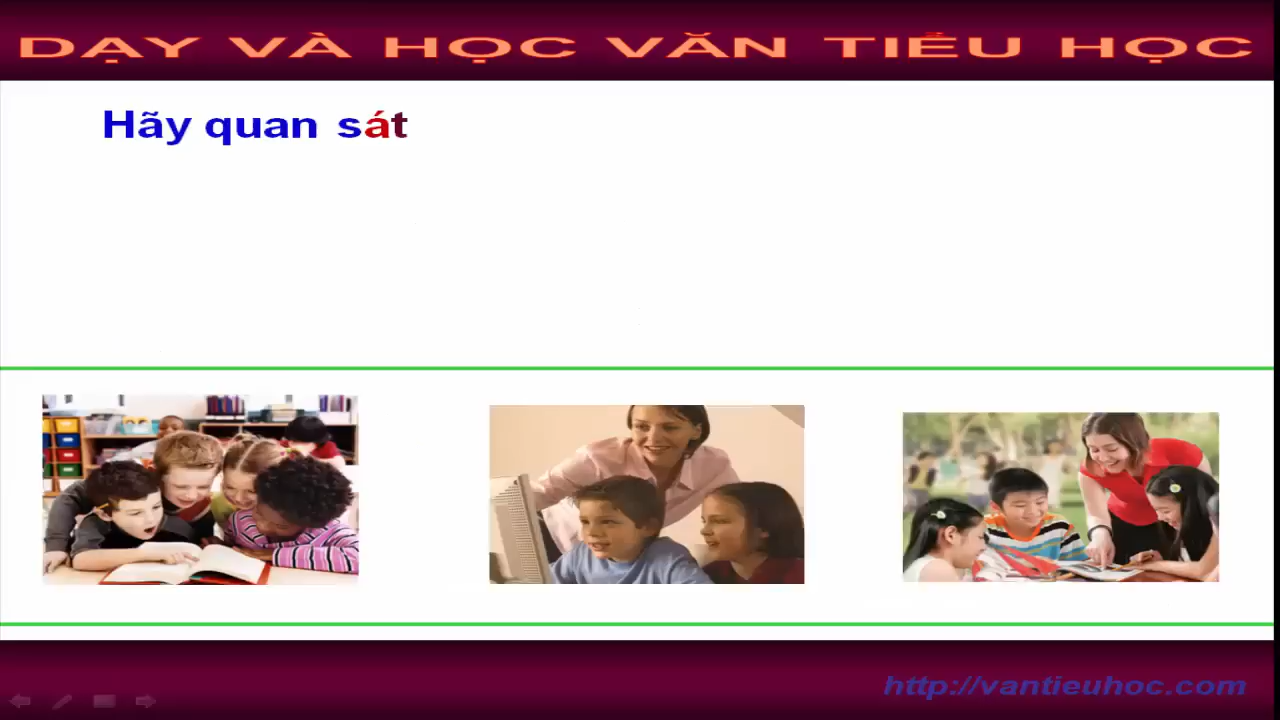 DẠY VÀ HỌC VĂN TIỂU HỌC
Hãy quan sát
http://vantieuhoc.com